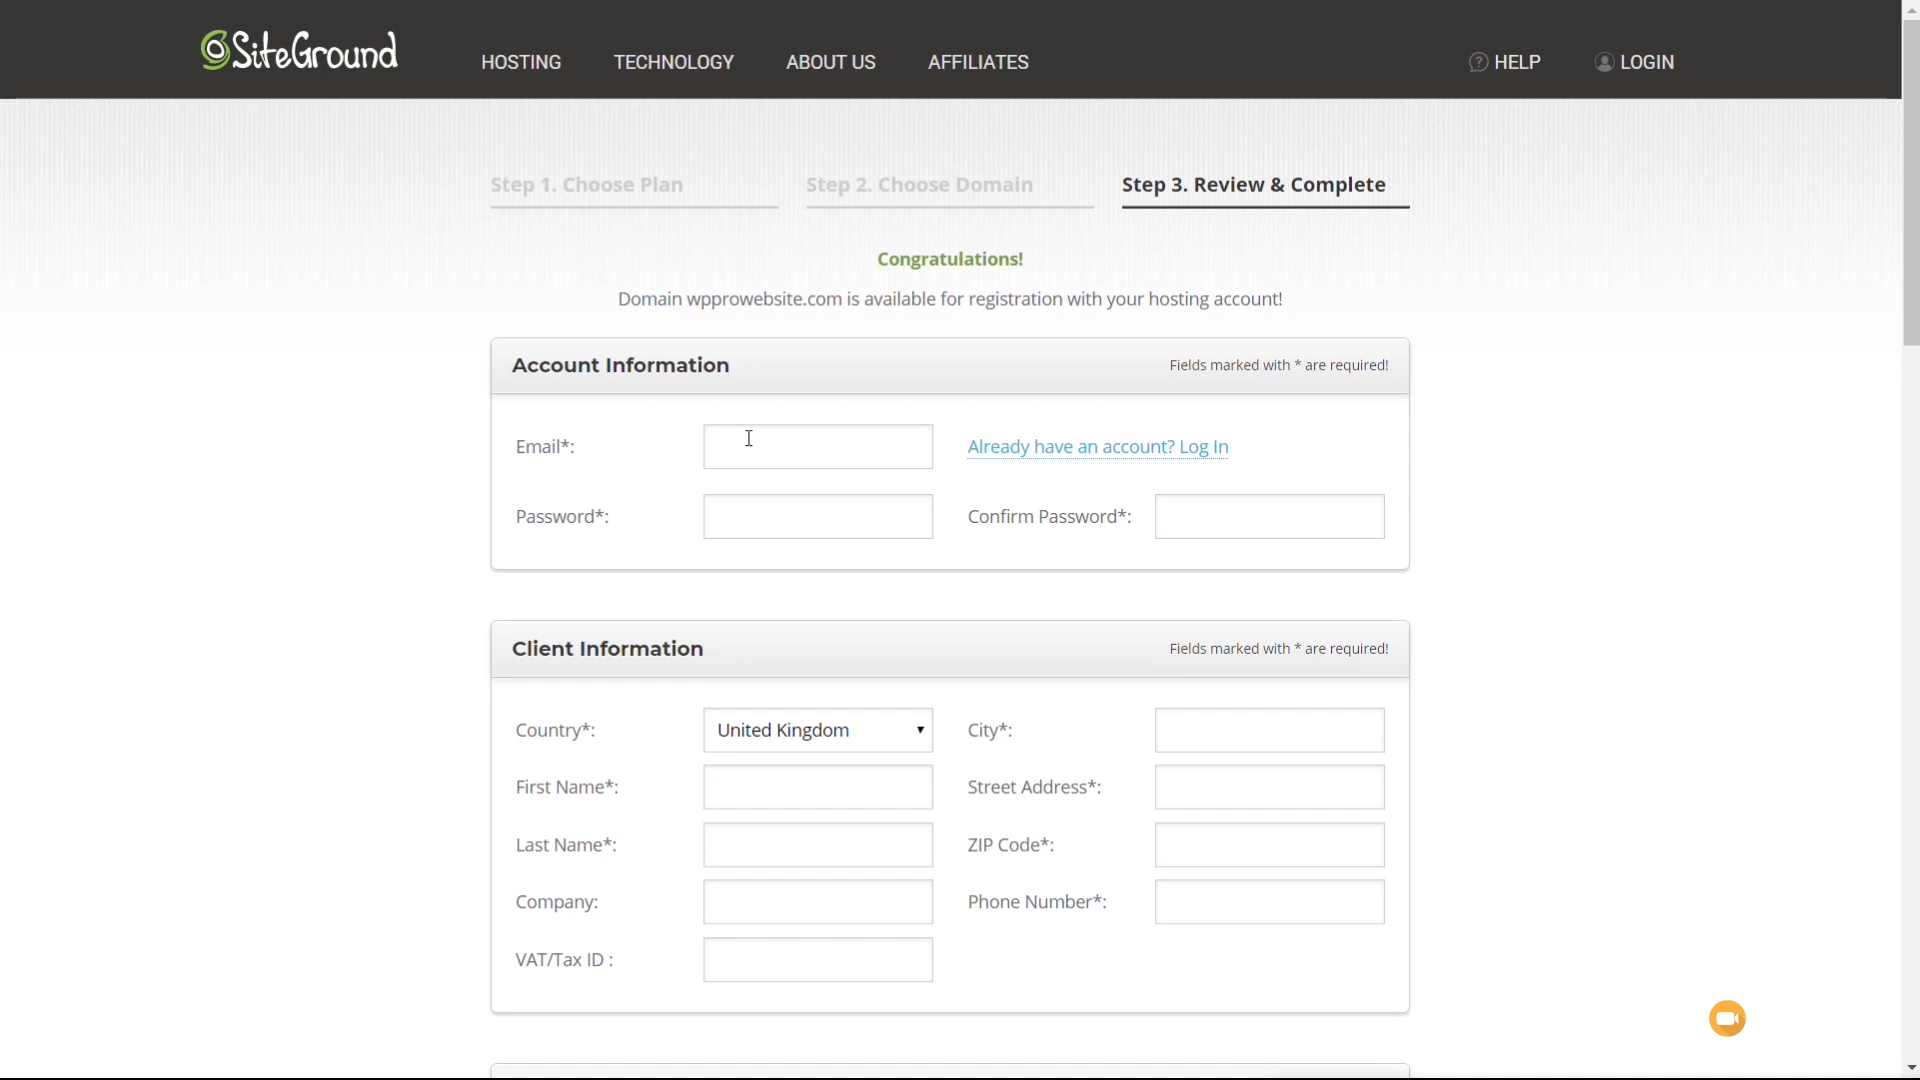 SiteGround HOSTING TECHNOLOGY ABOUT US AFFILIATES ? HELP LOGIN
Step 1. Choose Plan Step 2. Choose Domain Step 3. Review & Complete
Congratulations!
Domain wpprowebsite.com is available for registration with your hosting account!
Account Information Fields marked with * are required!
Email*: Already have an account? Log In
Password*: Confirm Password*:
Client Information Fields marked with * are required!
Country*: United Kingdom City*:
First Name*: Street Address*:
Last Name*: ZIP Code*:
Company: Phone Number*:
VAT/Tax ID :